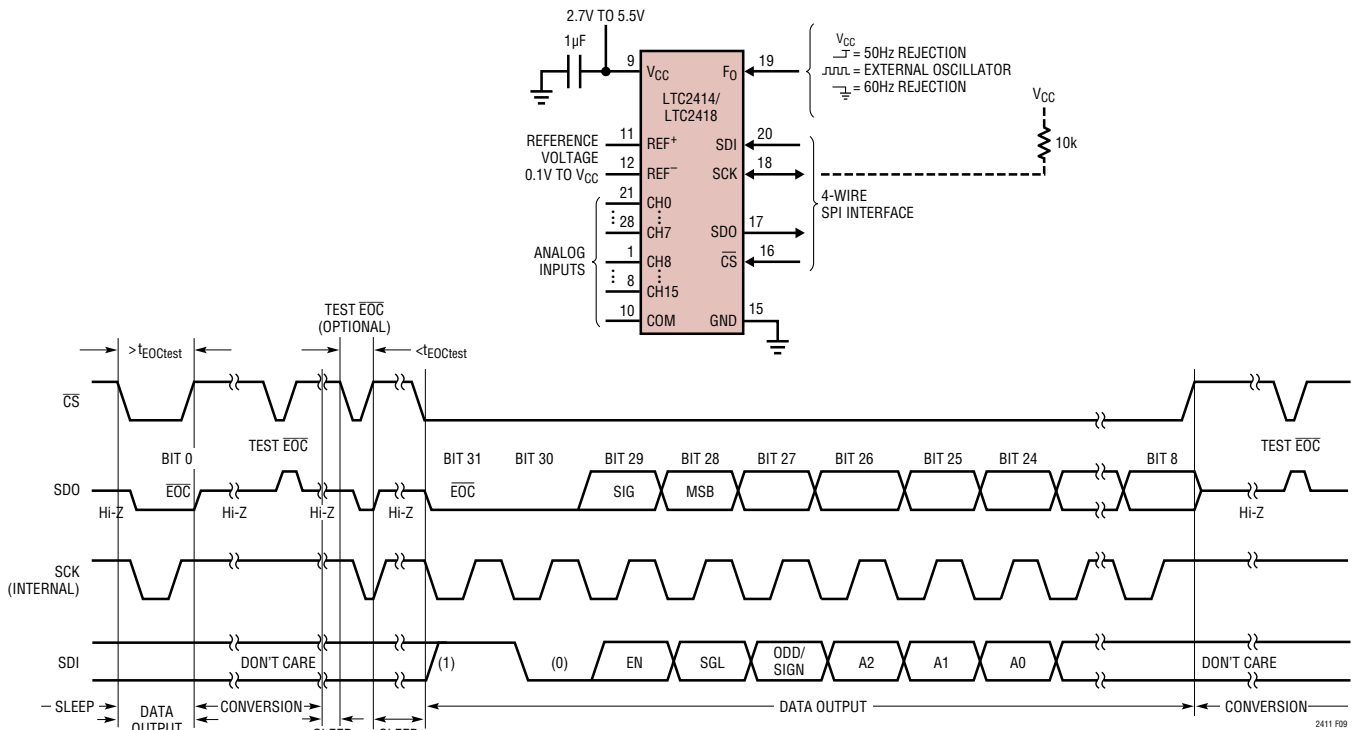 2.7V TO 5.5V
1µF
9
VCC
LTC2414/
LTC2418
FO
19
VCC
= 50Hz REJECTION
= EXTERNAL OSCILLATOR
= 60Hz REJECTION
VCC
10k
REFERENCE
VOLTAGE
0.1V TO VCC
11
REF+
12
REF–
SDI
20
SCK
18
4-WIRE
SPI INTERFACE
ANALOG
INPUTS
21
CH0
28
CH7
1
CH8
8
CH15
10
COM
SDO
17
CS
16
GND
15
TEST EOC
(OPTIONAL)
>tEOCtest
<tEOCtest
CS
TEST EOC
TEST EOC
BIT 0
BIT 31
BIT 30
BIT 29
BIT 28
BIT 27
BIT 26
BIT 25
BIT 24
BIT 8
SDO
EOC
EOC
SIG
MSB
Hi-Z
Hi-Z
Hi-Z
Hi-Z
Hi-Z
SCK
(INTERNAL)
SDI
DON'T CARE
(1)
(0)
EN
SGL
ODD/
SIGN
A2
A1
A0
DON'T CARE
SLEEP
DATA
OUTPUT
CONVERSION
SLEEP
SLEEP
DATA OUTPUT
CONVERSION
2411 F09